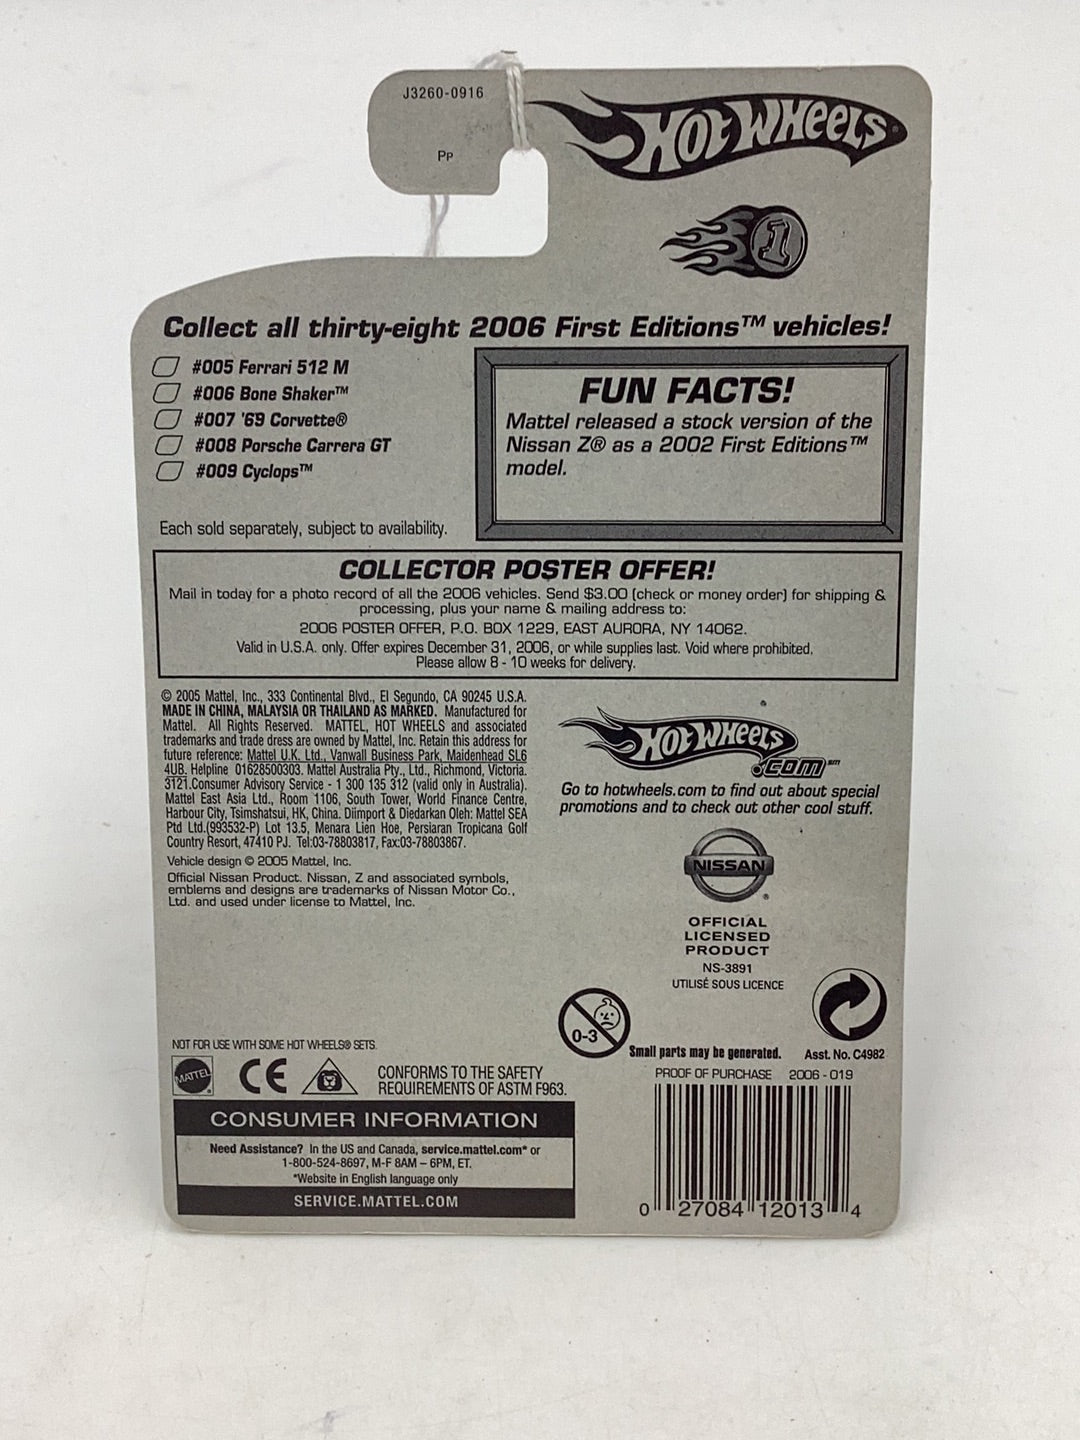 J3260-0916
PP
HOT WHEELS®
1
Collect all thirty-eight 2006 First Editions™ vehicles!
#005 Ferrari 512 M
#006 Bone Shaker™
#007 '69 Corvette®
#008 Porsche Carrera GT
#009 Cyclops™
Each sold separately, subject to availability.
FUN FACTS!
Mattel released a stock version of the
Nissan Z® as a 2002 First Editions™
model.
COLLECTOR POSTER OFFER!
Mail in today for a photo record of all the 2006 vehicles. Send $3.00 (check or money order) for shipping &
processing, plus your name & mailing address to:
2006 POSTER OFFER, P.O. BOX 1229, EAST AURORA, NY 14062.
Valid in U.S.A. only. Offer expires December 31, 2006, or while supplies last. Void where prohibited.
Please allow 8 - 10 weeks for delivery.
© 2005 Mattel, Inc., 333 Continental Blvd., El Segundo, CA 90245 U.S.A.
MADE IN CHINA, MALAYSIA OR THAILAND AS MARKED. Manufactured for
Mattel. All Rights Reserved. MATTEL, HOT WHEELS and associated
trademarks and trade dress are owned by Mattel, Inc. Retain this address for
future reference: Mattel U.K. Ltd., Vanwall Business Park, Maidenhead SL6
4UB. Helpline 01628500303. Mattel Australia Pty., Ltd., Richmond, Victoria.
3121.Consumer Advisory Service - 1 300 135 312 (valid only in Australia).
Mattel East Asia Ltd., Room 1106, South Tower, World Finance Centre,
Harbour City, Tsimshatsui, HK, China. Diimport & Diedarkan Oleh: Mattel SEA
Ptd Ltd.(993532-P) Lot 13.5, Menara Lien Hoe, Persiaran Tropicana Golf
Country Resort, 47410 PJ. Tel:03-78803817, Fax:03-78803867.
Vehicle design © 2005 Mattel, Inc.
Official Nissan Product. Nissan, Z and associated symbols,
emblems and designs are trademarks of Nissan Motor Co.,
Ltd. and used under license to Mattel, Inc.
HOT WHEELS
.COM℠
Go to hotwheels.com to find out about special
promotions and to check out other cool stuff.
NISSAN
®
OFFICIAL
LICENSED
PRODUCT
NS-3891
UTILISÉ SOUS LICENCE
0-3
Small parts may be generated.
Asst. No. C4982
NOT FOR USE WITH SOME HOT WHEELS® SETS.
MATTEL®
CE
CONFORMS TO THE SAFETY
REQUIREMENTS OF ASTM F963.
CONSUMER INFORMATION
Need Assistance? In the US and Canada, service.mattel.com* or
1-800-524-8697, M-F 8AM – 6PM, ET.
*Website in English language only
SERVICE.MATTEL.COM
PROOF OF PURCHASE 2006 - 019
0 27084 12013 4